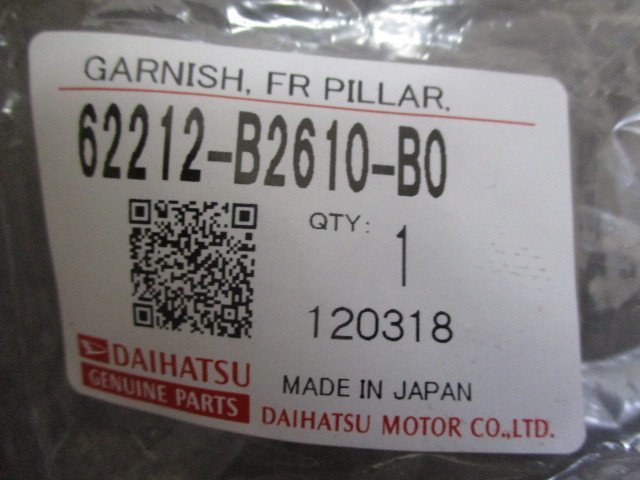 GARNISH, FR PILLAR,
62212-B2610-B0
QTY: 1
120318
DAIHATSU
GENUINE PARTS
MADE IN JAPAN
DAIHATSU MOTOR CO.,LTD.